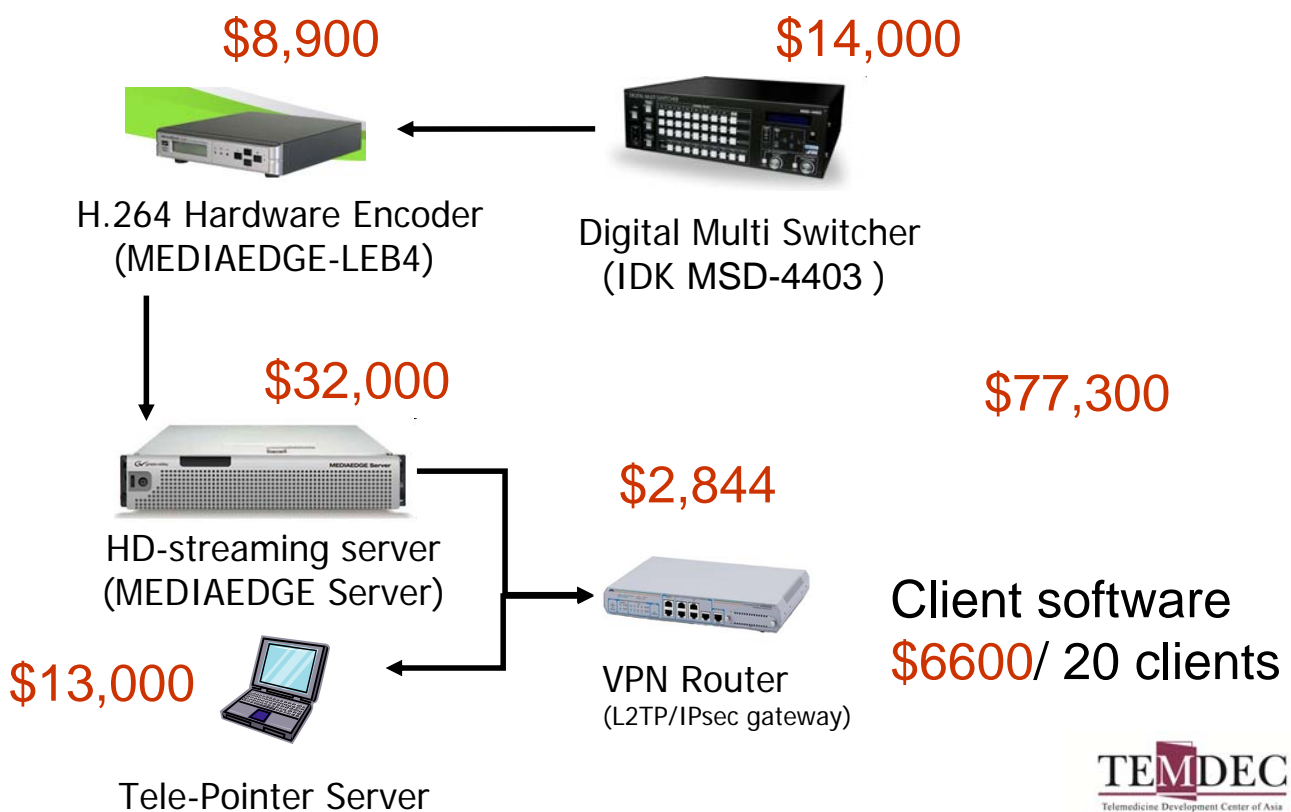 $8,900
$14,000
H.264 Hardware Encoder
(MEDIAEDGE-LEB4)
Digital Multi Switcher
(IDK MSD-4403 )
$32,000
$77,300
MEDIAEDGE Server
$2,844
HD-streaming server
(MEDIAEDGE Server)
$13,000
VPN Router
(L2TP/IPsec gateway)
Client software
$6600/ 20 clients
Tele-Pointer Server
TEMDEC
Telemedicine Development Center of Asia